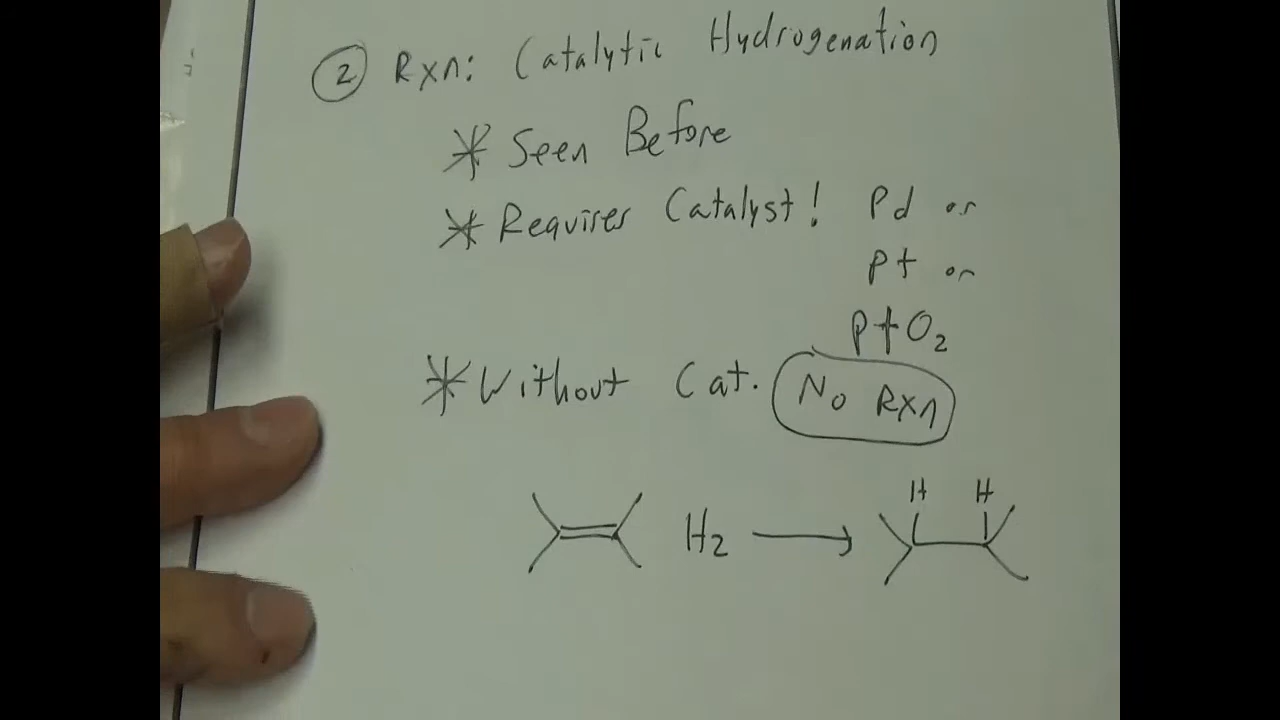 2 Rxn: Catalytic Hydrogenation
* Seen Before
* Requires Catalyst! Pd or
Pt or
PtO2
* Without Cat. No Rxn
H H
H2 →